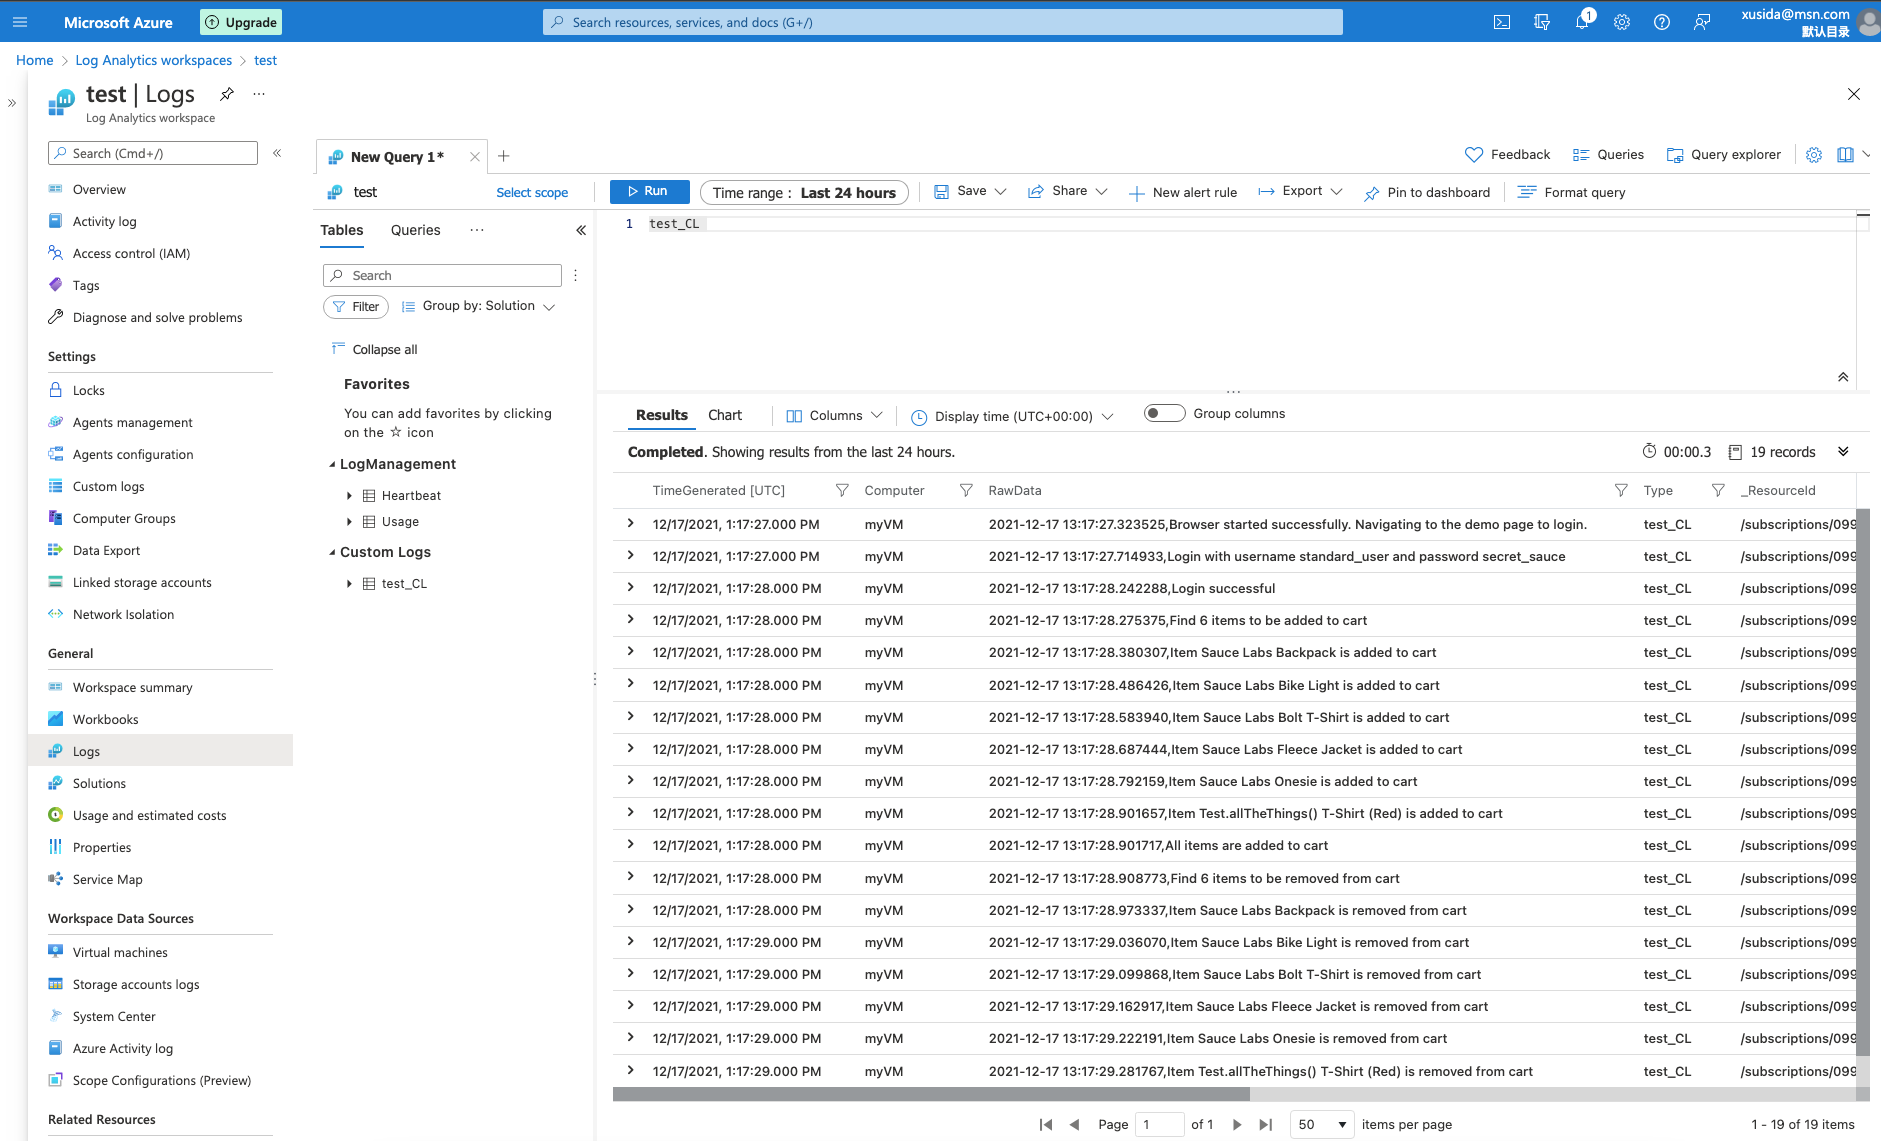 Microsoft Azure
Upgrade
Search resources, services, and docs (G+/)
1
xusida@msn.com
默认目录
Home > Log Analytics workspaces > test
test | Logs
Log Analytics workspace
Search (Cmd+/)
Overview
Activity log
Access control (IAM)
Tags
Diagnose and solve problems
Settings
Locks
Agents management
Agents configuration
Custom logs
Computer Groups
Data Export
Linked storage accounts
Network Isolation
General
Workspace summary
Workbooks
Logs
Solutions
Usage and estimated costs
Properties
Service Map
Workspace Data Sources
Virtual machines
Storage accounts logs
System Center
Azure Activity log
Scope Configurations (Preview)
Related Resources
New Query 1*
Feedback Queries Query explorer
test Select scope
Run Time range : Last 24 hours Save Share New alert rule Export Pin to dashboard Format query
Tables Queries
Search
Filter Group by: Solution
Collapse all
Favorites
You can add favorites by clicking
on the ☆ icon
LogManagement
Heartbeat
Usage
Custom Logs
test_CL
1 test_CL
Results Chart Columns Display time (UTC+00:00) Group columns
Completed. Showing results from the last 24 hours. 00:00.3 19 records
TimeGenerated [UTC] Computer RawData Type _ResourceId
12/17/2021, 1:17:27.000 PM myVM 2021-12-17 13:17:27.323525,Browser started successfully. Navigating to the demo page to login. test_CL /subscriptions/099
12/17/2021, 1:17:27.000 PM myVM 2021-12-17 13:17:27.714933,Login with username standard_user and password secret_sauce test_CL /subscriptions/099
12/17/2021, 1:17:28.000 PM myVM 2021-12-17 13:17:28.242288,Login successful test_CL /subscriptions/099
12/17/2021, 1:17:28.000 PM myVM 2021-12-17 13:17:28.275375,Find 6 items to be added to cart test_CL /subscriptions/099
12/17/2021, 1:17:28.000 PM myVM 2021-12-17 13:17:28.380307,Item Sauce Labs Backpack is added to cart test_CL /subscriptions/099
12/17/2021, 1:17:28.000 PM myVM 2021-12-17 13:17:28.486426,Item Sauce Labs Bike Light is added to cart test_CL /subscriptions/099
12/17/2021, 1:17:28.000 PM myVM 2021-12-17 13:17:28.583940,Item Sauce Labs Bolt T-Shirt is added to cart test_CL /subscriptions/099
12/17/2021, 1:17:28.000 PM myVM 2021-12-17 13:17:28.687444,Item Sauce Labs Fleece Jacket is added to cart test_CL /subscriptions/099
12/17/2021, 1:17:28.000 PM myVM 2021-12-17 13:17:28.792159,Item Sauce Labs Onesie is added to cart test_CL /subscriptions/099
12/17/2021, 1:17:28.000 PM myVM 2021-12-17 13:17:28.901657,Item Test.allTheThings() T-Shirt (Red) is added to cart test_CL /subscriptions/099
12/17/2021, 1:17:28.000 PM myVM 2021-12-17 13:17:28.901717,All items are added to cart test_CL /subscriptions/099
12/17/2021, 1:17:28.000 PM myVM 2021-12-17 13:17:28.908773,Find 6 items to be removed from cart test_CL /subscriptions/099
12/17/2021, 1:17:28.000 PM myVM 2021-12-17 13:17:28.973337,Item Sauce Labs Backpack is removed from cart test_CL /subscriptions/099
12/17/2021, 1:17:29.000 PM myVM 2021-12-17 13:17:29.036070,Item Sauce Labs Bike Light is removed from cart test_CL /subscriptions/099
12/17/2021, 1:17:29.000 PM myVM 2021-12-17 13:17:29.099868,Item Sauce Labs Bolt T-Shirt is removed from cart test_CL /subscriptions/099
12/17/2021, 1:17:29.000 PM myVM 2021-12-17 13:17:29.162917,Item Sauce Labs Fleece Jacket is removed from cart test_CL /subscriptions/099
12/17/2021, 1:17:29.000 PM myVM 2021-12-17 13:17:29.222191,Item Sauce Labs Onesie is removed from cart test_CL /subscriptions/099
12/17/2021, 1:17:29.000 PM myVM 2021-12-17 13:17:29.281767,Item Test.allTheThings() T-Shirt (Red) is removed from cart test_CL /subscriptions/099
Page 1 of 1 50 items per page 1 - 19 of 19 items